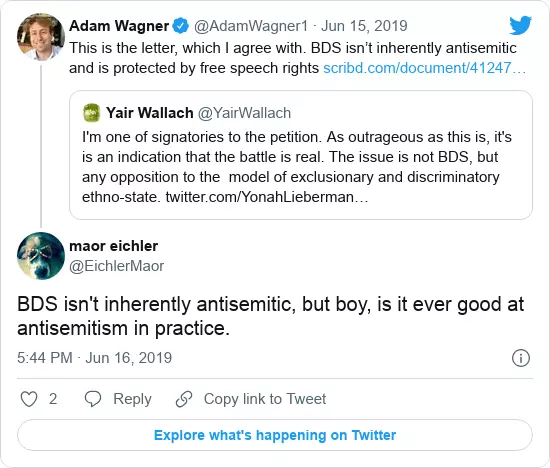 Adam Wagner @AdamWagner1 · Jun 15, 2019
This is the letter, which I agree with. BDS isn’t inherently antisemitic
and is protected by free speech rights scribd.com/document/41247…
Yair Wallach @YairWallach
I'm one of signatories to the petition. As outrageous as this is, it's
is an indication that the battle is real. The issue is not BDS, but
any opposition to the model of exclusionary and discriminatory
ethno-state. twitter.com/YonahLieberman…
maor eichler
@EichlerMaor
BDS isn't inherently antisemitic, but boy, is it ever good at
antisemitism in practice.
5:44 PM · Jun 16, 2019
2 Reply Copy link to Tweet
Explore what's happening on Twitter